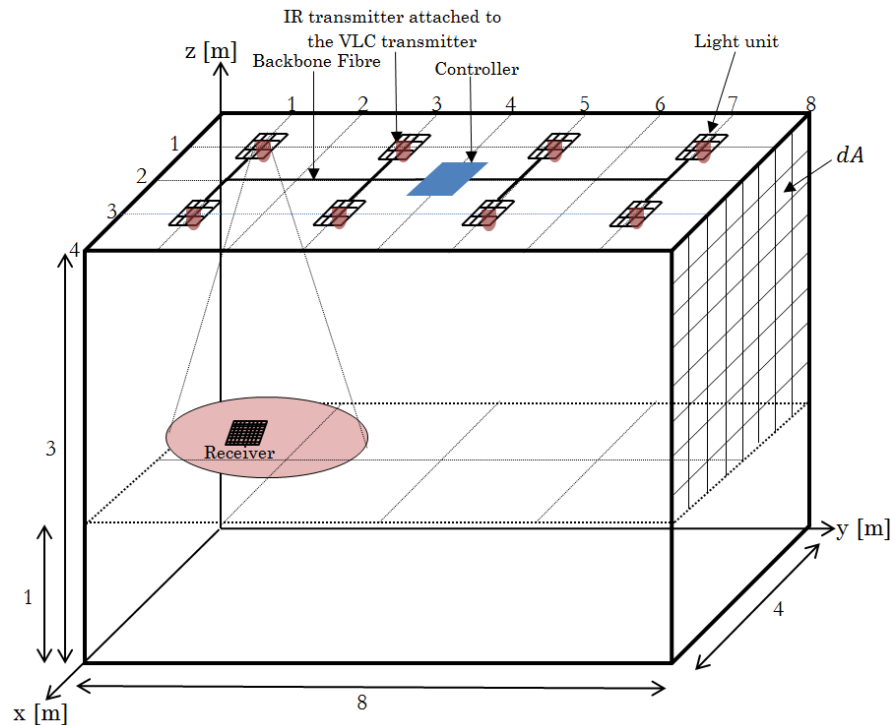 IR transmitter attached to
the VLC transmitter
Light unit
z [m]
Backbone Fibre
Controller
1 2 3 4 5 6 7 8
dA
1
2
3
4
3
Receiver
y [m]
1
4
8
x [m]